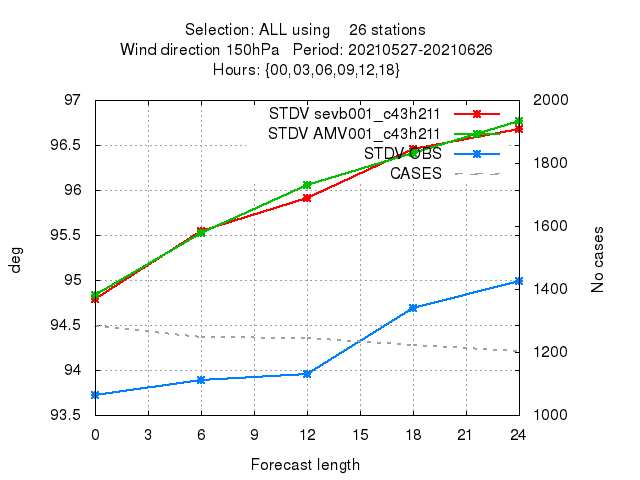 Selection: ALL using 26 stations
Wind direction 150hPa Period: 20210527-20210626
Hours: {00,03,06,09,12,18}
97
96.5
96
95.5
95
94.5
94
93.5
deg
STDV sevb001_c43h211
STDV AMV001_c43h211
STDV OBS
CASES
2000
1800
1600
1400
1200
1000
No cases
0 3 6 9 12 15 18 21 24
Forecast length